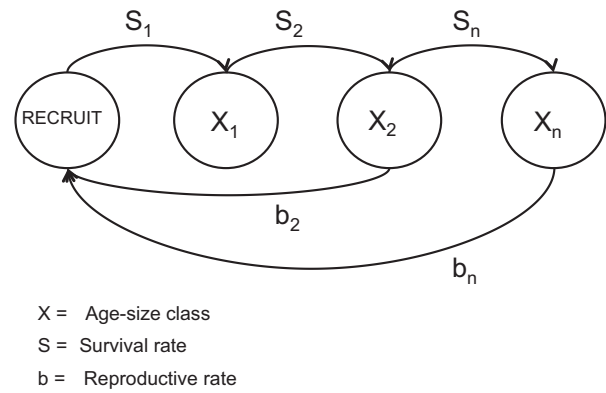 S₁ S₂ Sₙ
RECRUIT X₁ X₂ Xₙ
b₂
bₙ
X = Age-size class
S = Survival rate
b = Reproductive rate